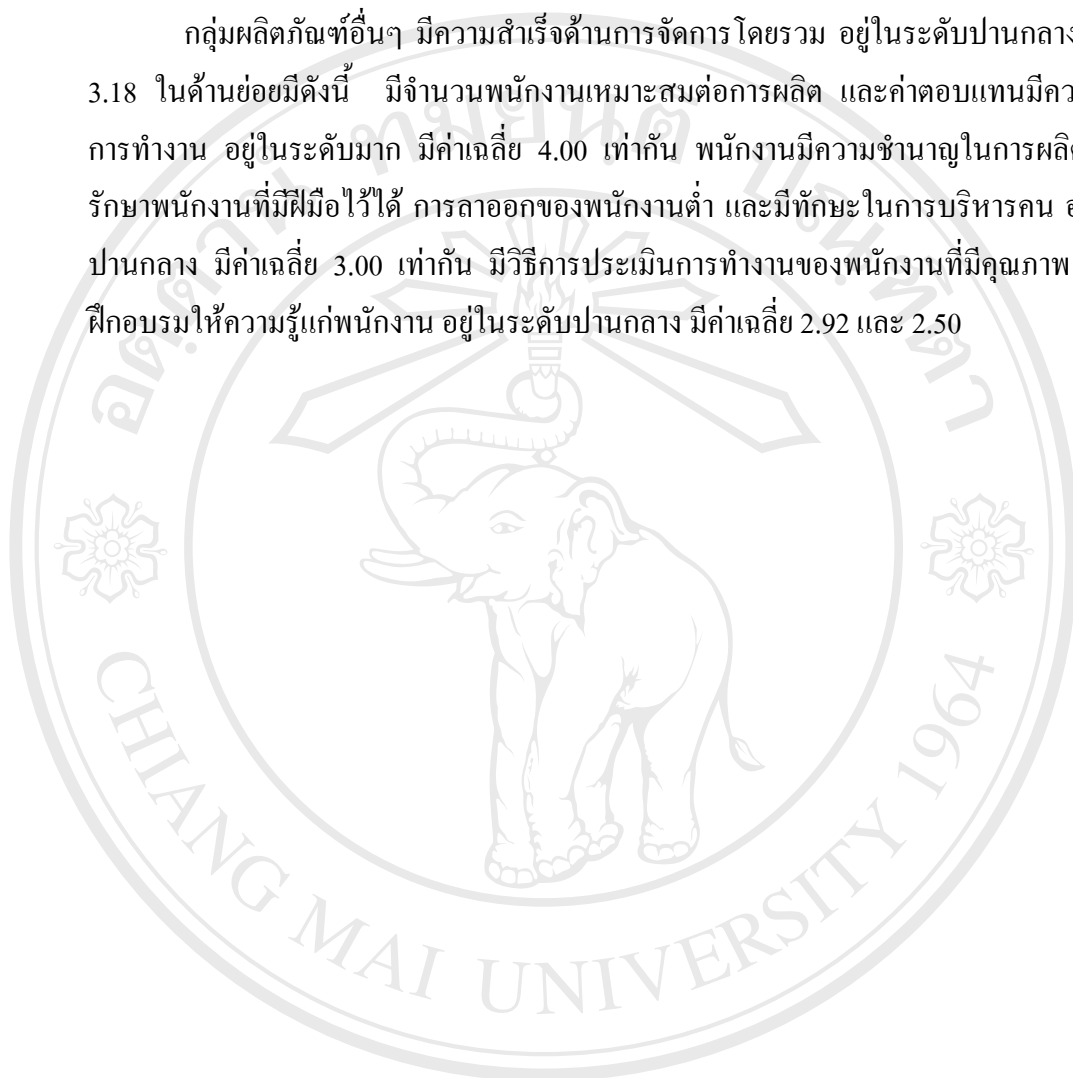 กลุ่มผลิตภัณฑ์อื่นๆ มีความสำเร็จด้านการจัดการโดยรวม อยู่ในระดับปานกลาง
3.18 ในด้านย่อยมีดังนี้ มีจำนวนพนักงานเหมาะสมต่อการผลิต และค่าตอบแทนมีคว
การทำงาน อยู่ในระดับมาก มีค่าเฉลี่ย 4.00 เท่ากัน พนักงานมีความชำนาญในการผลิต
รักษาพนักงานที่มีฝีมือไว้ได้ การลาออกของพนักงานต่ำ และมีทักษะในการบริหารคน อ
ปานกลาง มีค่าเฉลี่ย 3.00 เท่ากัน มีวิธีการประเมินการทำงานของพนักงานที่มีคุณภาพ
ฝึกอบรมให้ความรู้แก่พนักงาน อยู่ในระดับปานกลาง มีค่าเฉลี่ย 2.92 และ 2.50
อตฺตานํ ทมยนฺติ ปณฺฑิตา
CHIANG MAI UNIVERSITY 1964